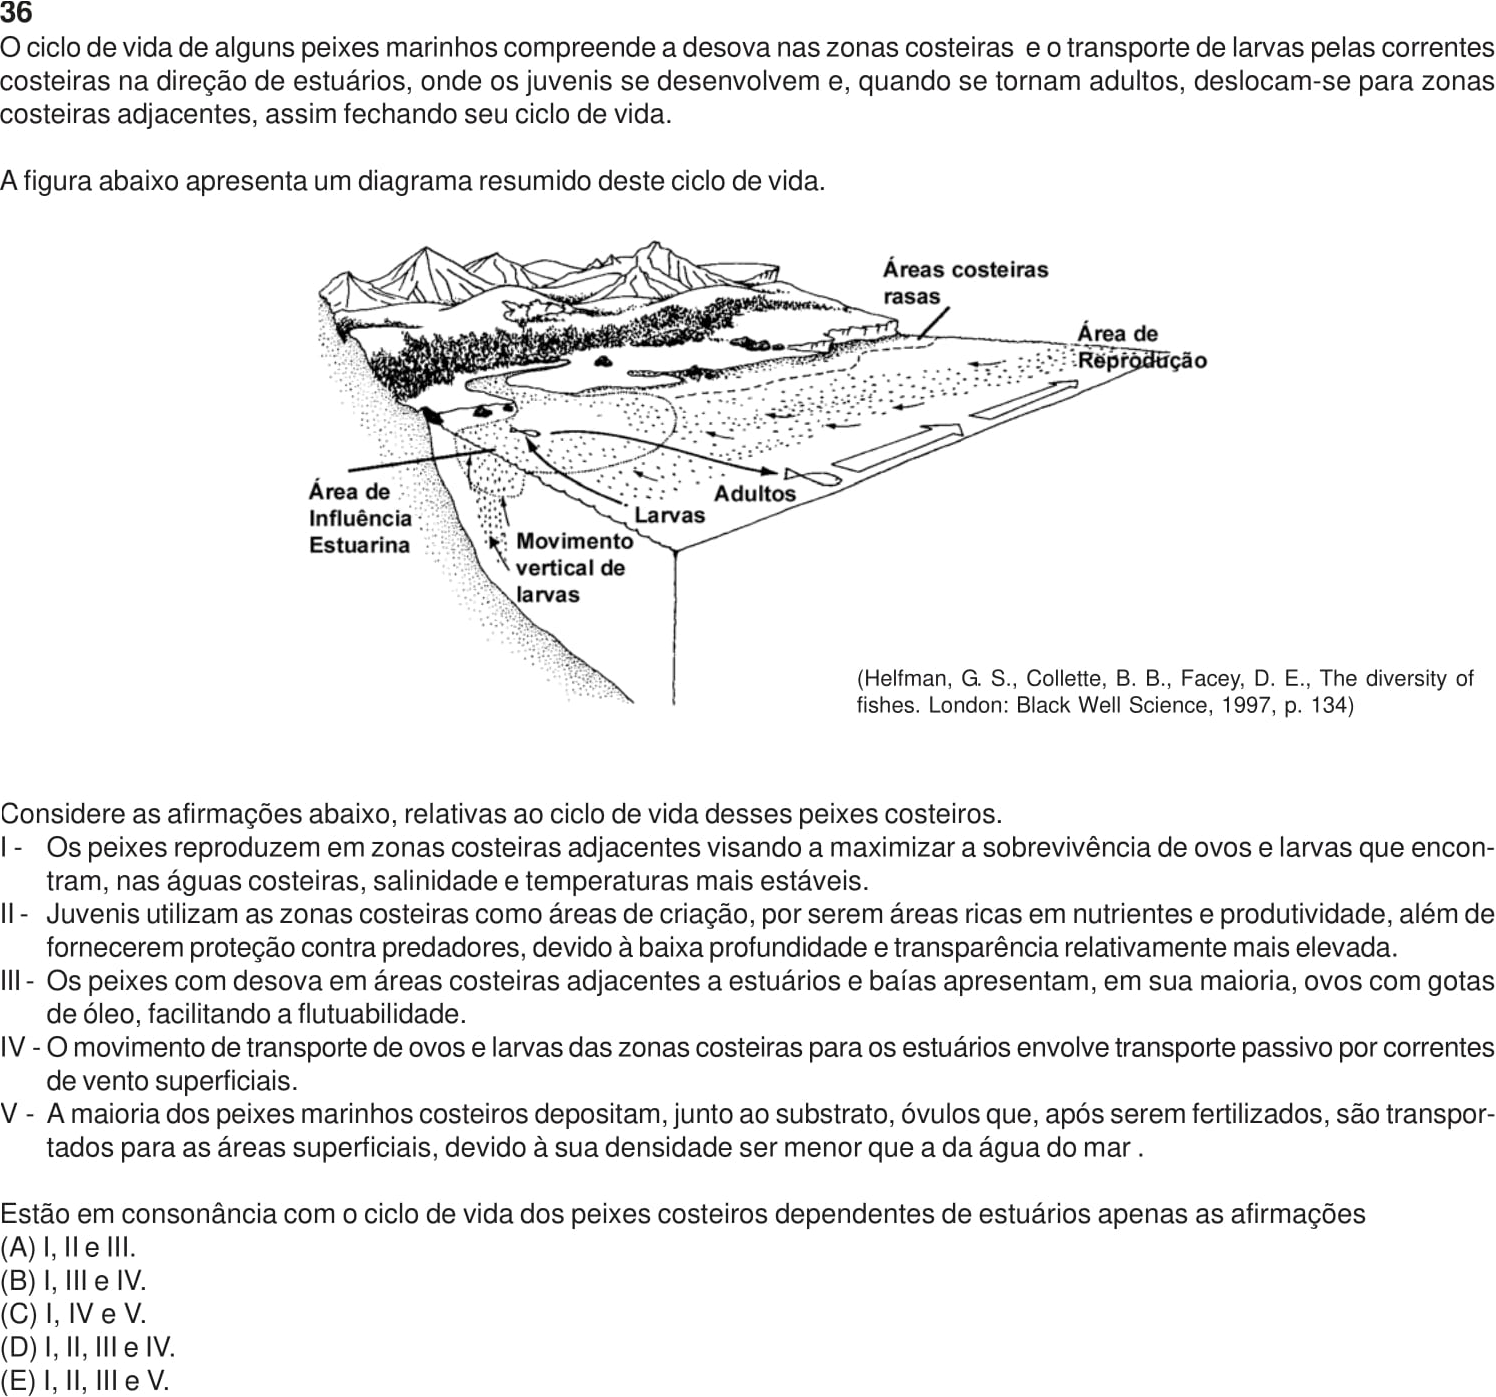 36
O ciclo de vida de alguns peixes marinhos compreende a desova nas zonas costeiras e o transporte de larvas pelas correntes
costeiras na direção de estuários, onde os juvenis se desenvolvem e, quando se tornam adultos, deslocam-se para zonas
costeiras adjacentes, assim fechando seu ciclo de vida.
A figura abaixo apresenta um diagrama resumido deste ciclo de vida.
Áreas costeiras
rasas
Área de
Reprodução
Área de
Influência
Estuarina
Adultos
Larvas
Movimento
vertical de
larvas
(Helfman, G. S., Collette, B. B., Facey, D. E., The diversity of
fishes. London: Black Well Science, 1997, p. 134)
Considere as afirmações abaixo, relativas ao ciclo de vida desses peixes costeiros.
I - Os peixes reproduzem em zonas costeiras adjacentes visando a maximizar a sobrevivência de ovos e larvas que encon-
tram, nas águas costeiras, salinidade e temperaturas mais estáveis.
II - Juvenis utilizam as zonas costeiras como áreas de criação, por serem áreas ricas em nutrientes e produtividade, além de
fornecerem proteção contra predadores, devido à baixa profundidade e transparência relativamente mais elevada.
III - Os peixes com desova em áreas costeiras adjacentes a estuários e baías apresentam, em sua maioria, ovos com gotas
de óleo, facilitando a flutuabilidade.
IV - O movimento de transporte de ovos e larvas das zonas costeiras para os estuários envolve transporte passivo por correntes
de vento superficiais.
V - A maioria dos peixes marinhos costeiros depositam, junto ao substrato, óvulos que, após serem fertilizados, são transpor-
tados para as áreas superficiais, devido à sua densidade ser menor que a da água do mar .
Estão em consonância com o ciclo de vida dos peixes costeiros dependentes de estuários apenas as afirmações
(A) I, II e III.
(B) I, III e IV.
(C) I, IV e V.
(D) I, II, III e IV.
(E) I, II, III e V.